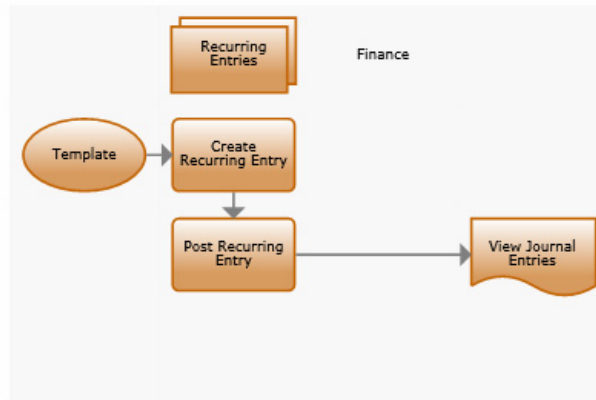 Recurring
Entries
Finance
Template
Create
Recurring Entry
Post Recurring
Entry
View Journal
Entries